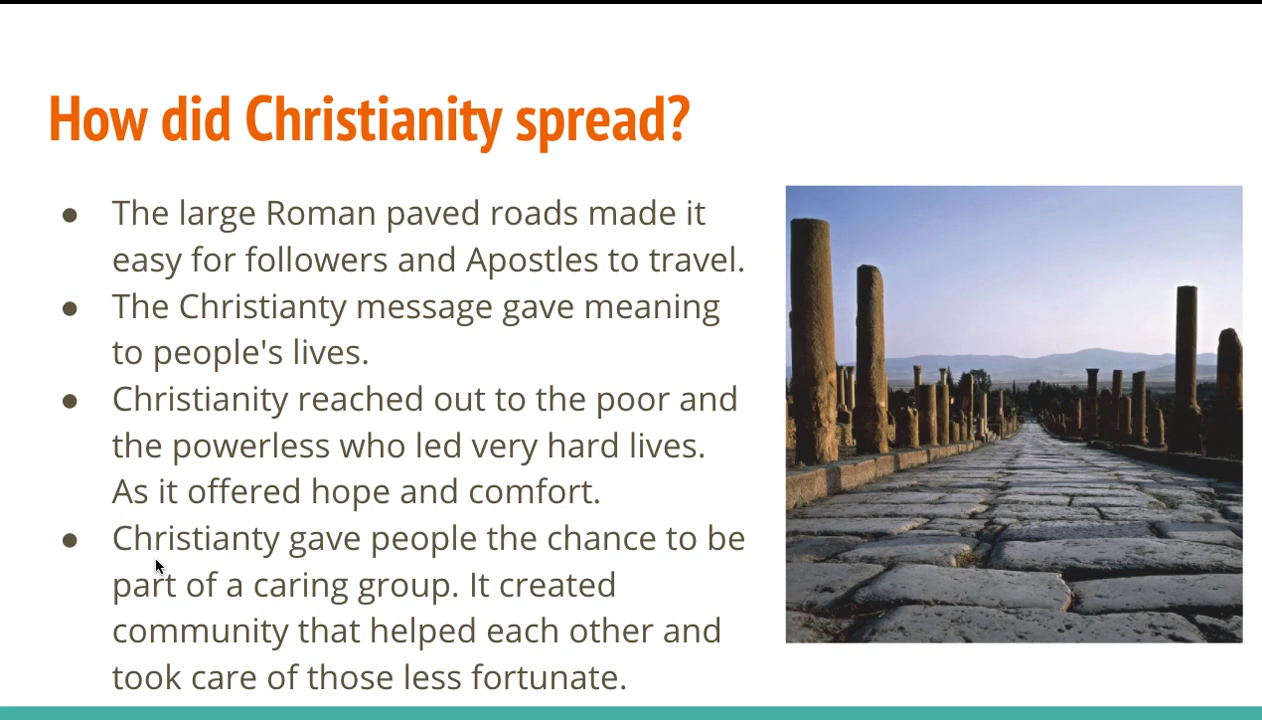 How did Christianity spread?
● The large Roman paved roads made it
easy for followers and Apostles to travel.
● The Christianty message gave meaning
to people's lives.
● Christianity reached out to the poor and
the powerless who led very hard lives.
As it offered hope and comfort.
● Christianty gave people the chance to be
part of a caring group. It created
community that helped each other and
took care of those less fortunate.